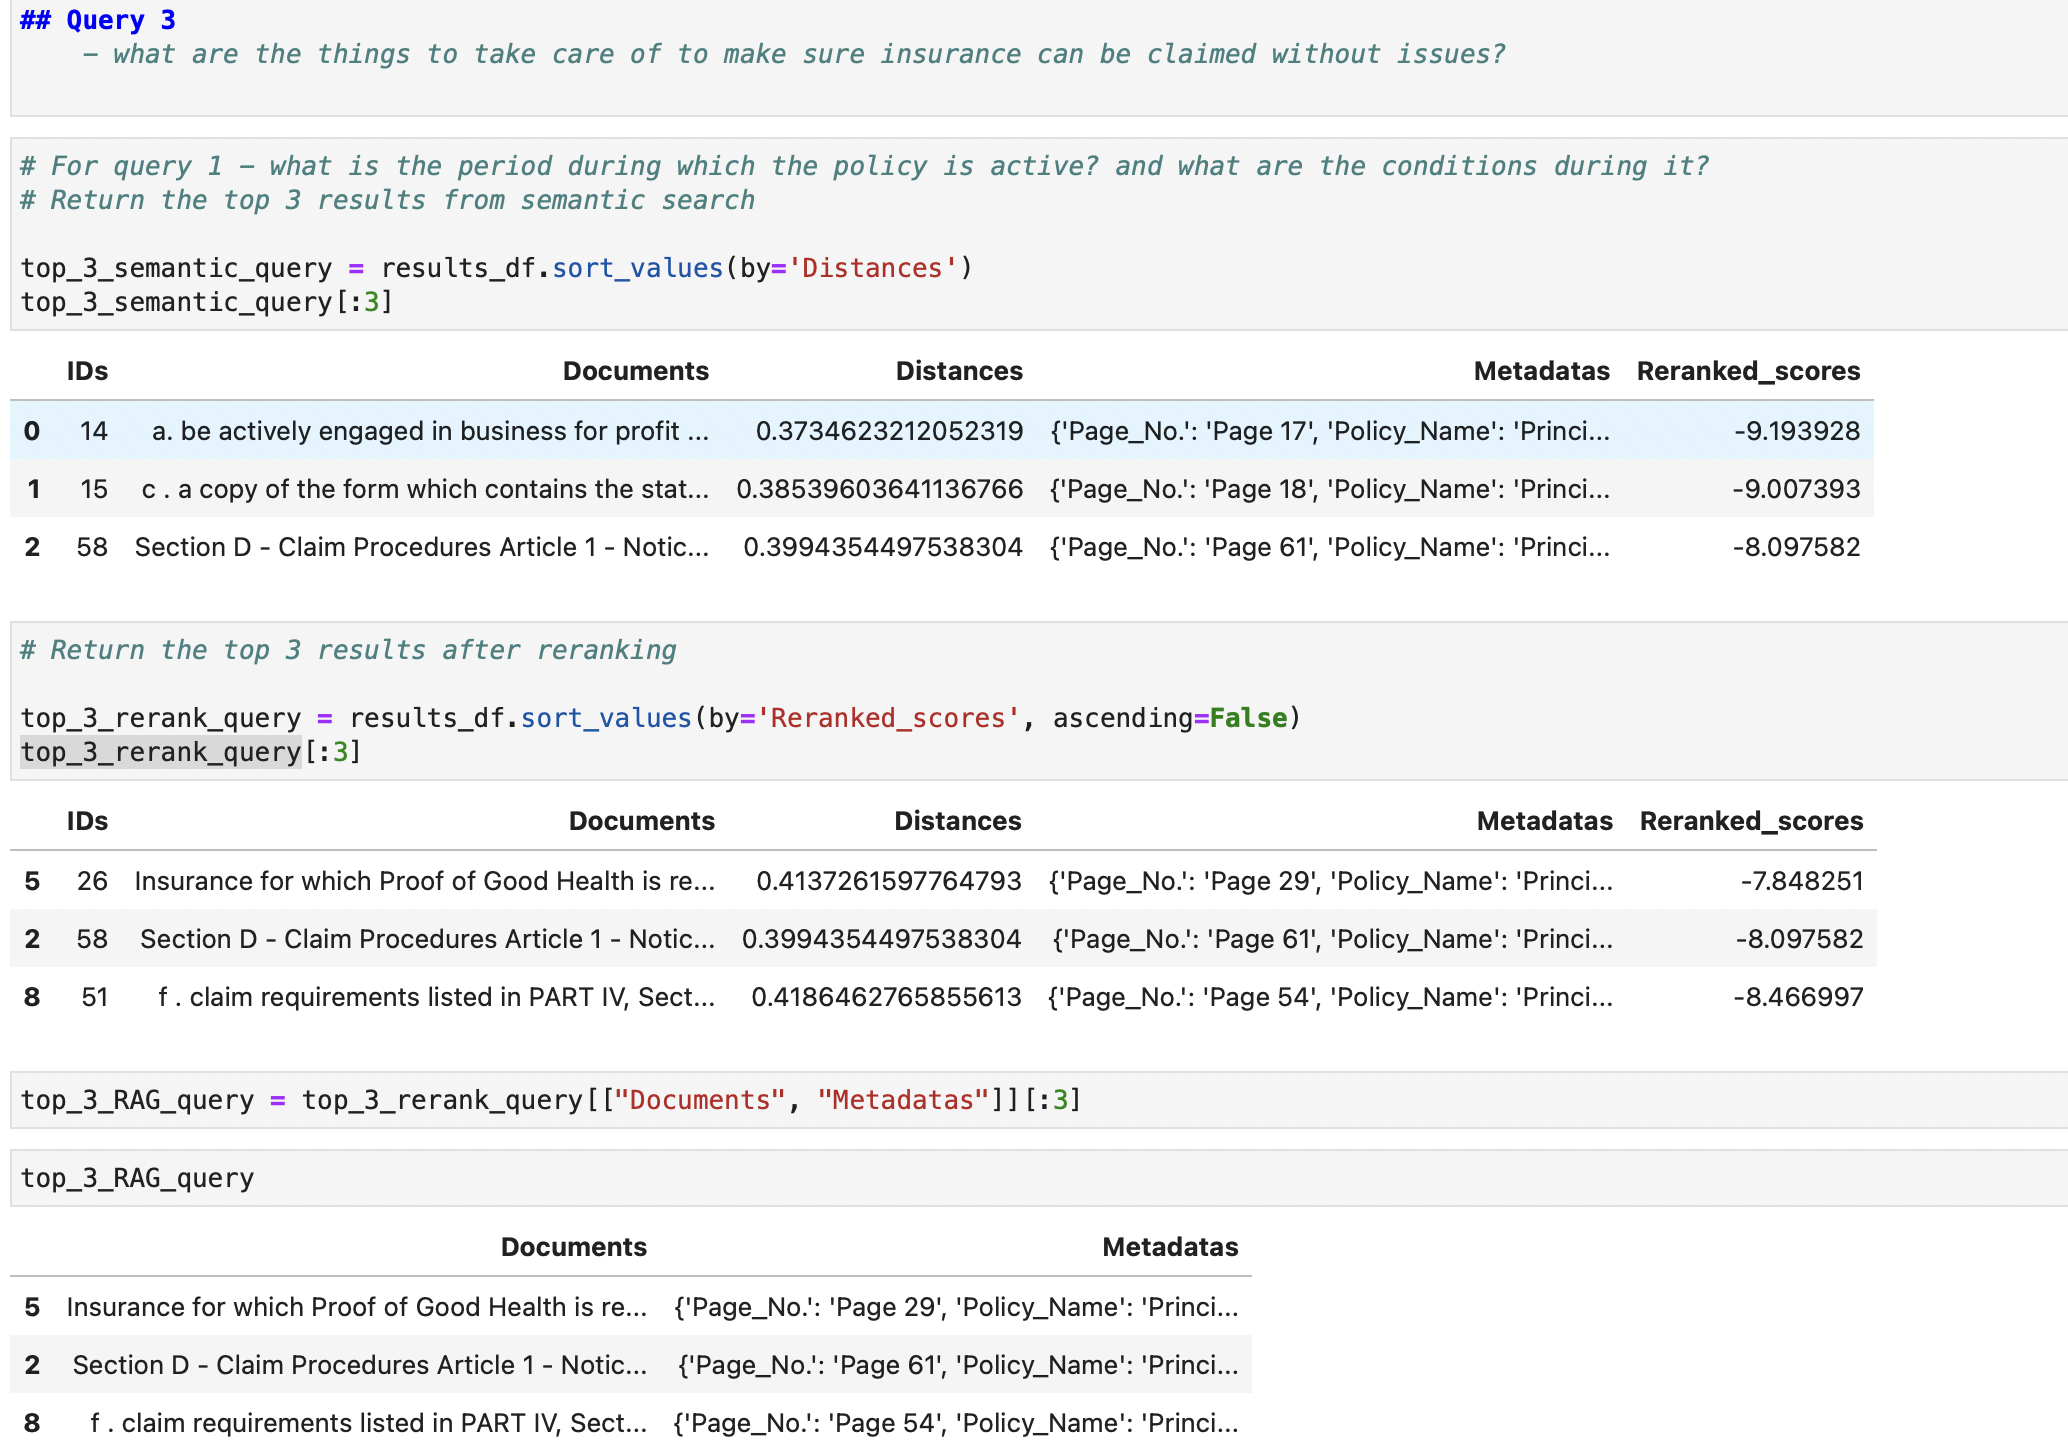 ## Query 3
– what are the things to take care of to make sure insurance can be claimed without issues?
# For query 1 – what is the period during which the policy is active? and what are the conditions during it?
# Return the top 3 results from semantic search
top_3_semantic_query = results_df.sort_values(by='Distances')
top_3_semantic_query[:3]
IDs Documents Distances Metadatas Reranked_scores
0 14 a. be actively engaged in business for profit ... 0.3734623212052319 {'Page_No.': 'Page 17', 'Policy_Name': 'Princi... -9.193928
1 15 c . a copy of the form which contains the stat... 0.38539603641136766 {'Page_No.': 'Page 18', 'Policy_Name': 'Princi... -9.007393
2 58 Section D - Claim Procedures Article 1 - Notic... 0.3994354497538304 {'Page_No.': 'Page 61', 'Policy_Name': 'Princi... -8.097582
# Return the top 3 results after reranking
top_3_rerank_query = results_df.sort_values(by='Reranked_scores', ascending=False)
top_3_rerank_query[:3]
IDs Documents Distances Metadatas Reranked_scores
5 26 Insurance for which Proof of Good Health is re... 0.4137261597764793 {'Page_No.': 'Page 29', 'Policy_Name': 'Princi... -7.848251
2 58 Section D - Claim Procedures Article 1 - Notic... 0.3994354497538304 {'Page_No.': 'Page 61', 'Policy_Name': 'Princi... -8.097582
8 51 f . claim requirements listed in PART IV, Sect... 0.4186462765855613 {'Page_No.': 'Page 54', 'Policy_Name': 'Princi... -8.466997
top_3_RAG_query = top_3_rerank_query[["Documents", "Metadatas"]][:3]
top_3_RAG_query
Documents Metadatas
5 Insurance for which Proof of Good Health is re... {'Page_No.': 'Page 29', 'Policy_Name': 'Princi...
2 Section D - Claim Procedures Article 1 - Notic... {'Page_No.': 'Page 61', 'Policy_Name': 'Princi...
8 f . claim requirements listed in PART IV, Sect... {'Page_No.': 'Page 54', 'Policy_Name': 'Princi...